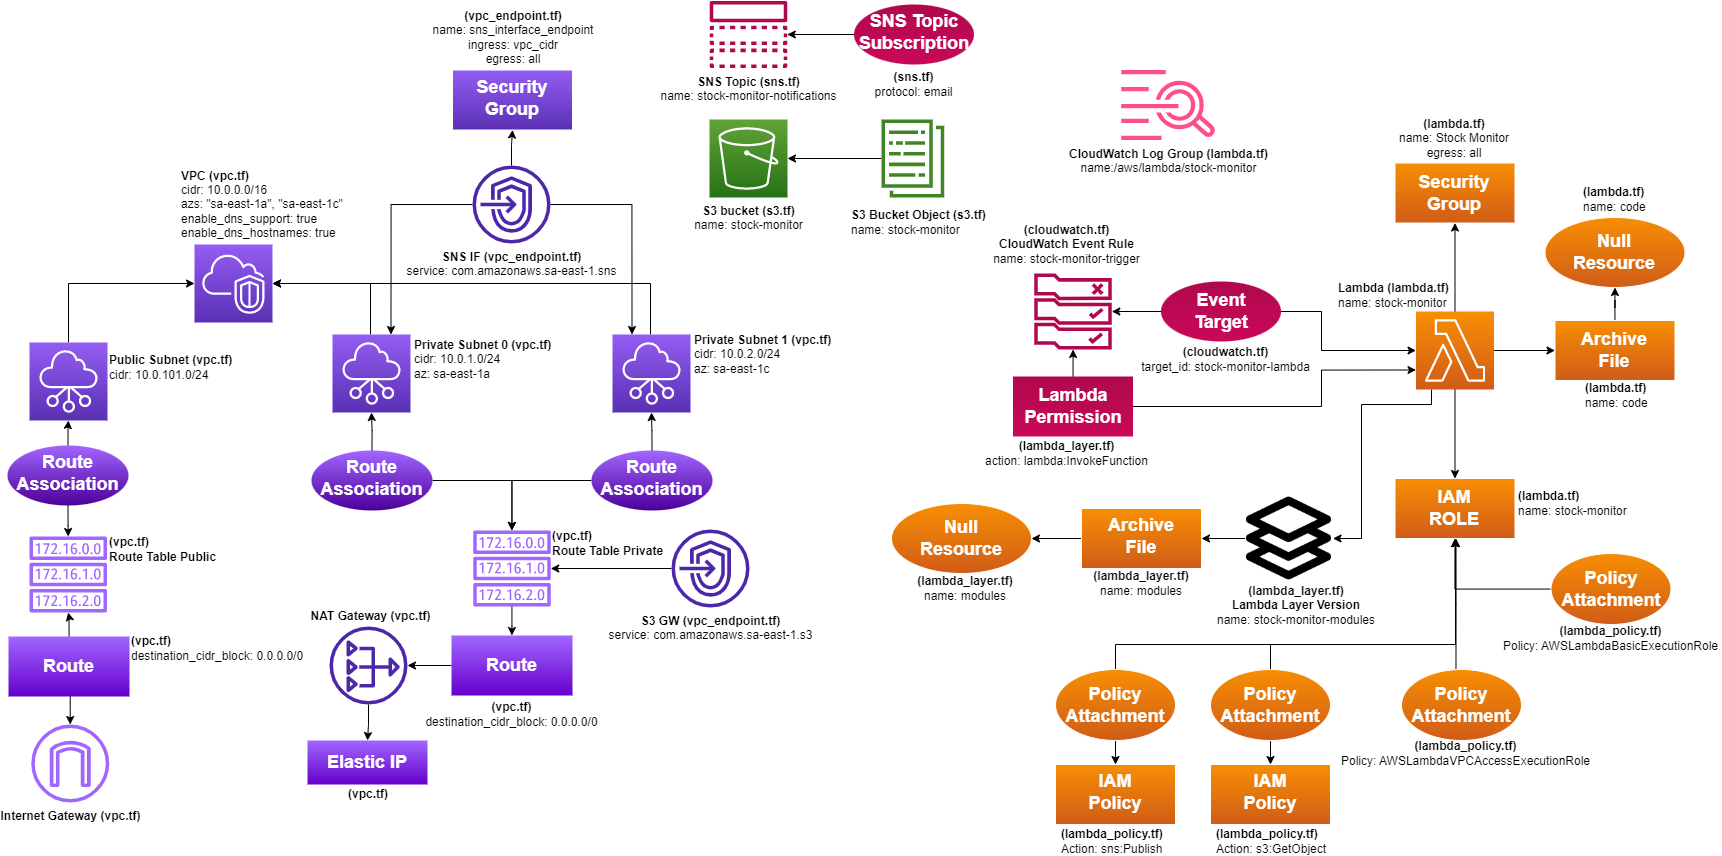 (vpc_endpoint.tf)
name: sns_interface_endpoint
ingress: vpc_cidr
egress: all
Security
Group
SNS Topic (sns.tf)
name: stock-monitor-notifications
SNS Topic
Subscription
(sns.tf)
protocol: email
S3 bucket (s3.tf)
name: stock-monitor
S3 Bucket Object (s3.tf)
name: stock-monitor
CloudWatch Log Group (lambda.tf)
name:/aws/lambda/stock-monitor
(lambda.tf)
name: Stock Monitor
egress: all
Security
Group
(lambda.tf)
name: code
Null
Resource
VPC (vpc.tf)
cidr: 10.0.0.0/16
azs: "sa-east-1a", "sa-east-1c"
enable_dns_support: true
enable_dns_hostnames: true
SNS IF (vpc_endpoint.tf)
service: com.amazonaws.sa-east-1.sns
(cloudwatch.tf)
CloudWatch Event Rule
name: stock-monitor-trigger
Event
Target
(cloudwatch.tf)
target_id: stock-monitor-lambda
Lambda (lambda.tf)
name: stock-monitor
Archive
File
(lambda.tf)
name: code
Public Subnet (vpc.tf)
cidr: 10.0.101.0/24
Private Subnet 0 (vpc.tf)
cidr: 10.0.1.0/24
az: sa-east-1a
Private Subnet 1 (vpc.tf)
cidr: 10.0.2.0/24
az: sa-east-1c
Lambda
Permission
(lambda_layer.tf)
action: lambda:InvokeFunction
Route
Association
Route
Association
Route
Association
IAM
ROLE
(lambda.tf)
name: stock-monitor
172.16.0.0
172.16.1.0
172.16.2.0
(vpc.tf)
Route Table Public
172.16.0.0
172.16.1.0
172.16.2.0
(vpc.tf)
Route Table Private
S3 GW (vpc_endpoint.tf)
service: com.amazonaws.sa-east-1.s3
Null
Resource
(lambda_layer.tf)
name: modules
Archive
File
(lambda_layer.tf)
name: modules
(lambda_layer.tf)
Lambda Layer Version
name: stock-monitor-modules
Policy
Attachment
(lambda_policy.tf)
Policy: AWSLambdaBasicExecutionRole
Route
(vpc.tf)
destination_cidr_block: 0.0.0.0/0
NAT Gateway (vpc.tf)
Route
(vpc.tf)
destination_cidr_block: 0.0.0.0/0
Policy
Attachment
Policy
Attachment
Policy
Attachment
(lambda_policy.tf)
Policy: AWSLambdaVPCAccessExecutionRole
Internet Gateway (vpc.tf)
Elastic IP
(vpc.tf)
IAM
Policy
(lambda_policy.tf)
Action: sns:Publish
IAM
Policy
(lambda_policy.tf)
Action: s3:GetObject